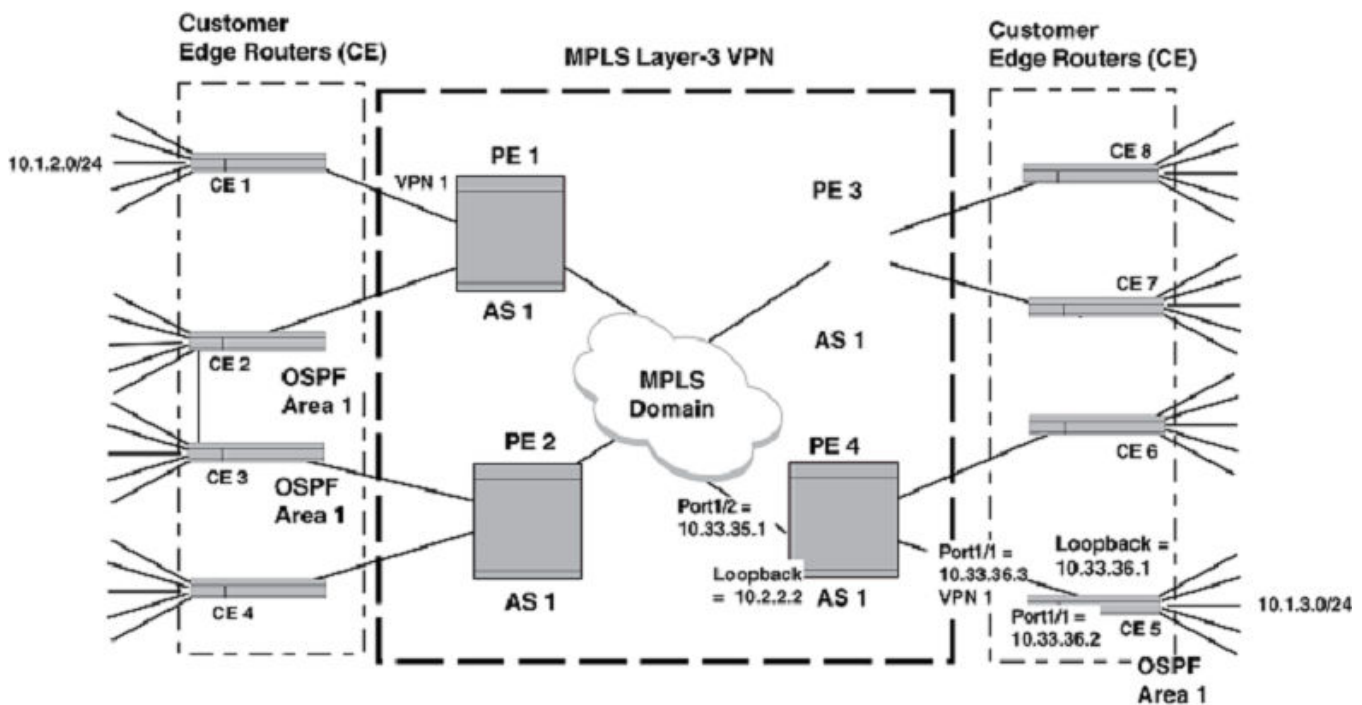 Customer
Edge Routers (CE)
MPLS Layer-3 VPN
Customer
Edge Routers (CE)
10.1.2.0/24
CE 1
VPN 1
PE 1
AS 1
PE 3
AS 1
CE 8
CE 7
CE 2
OSPF
Area 1
MPLS
Domain
CE 3
OSPF
Area 1
PE 2
AS 1
PE 4
AS 1
CE 6
CE 4
Port1/2 =
10.33.35.1
Loopback
= 10.2.2.2
Port1/1 =
10.33.36.3
VPN 1
Loopback =
10.33.36.1
Port1/1 =
10.33.36.2
CE 5
10.1.3.0/24
OSPF
Area 1